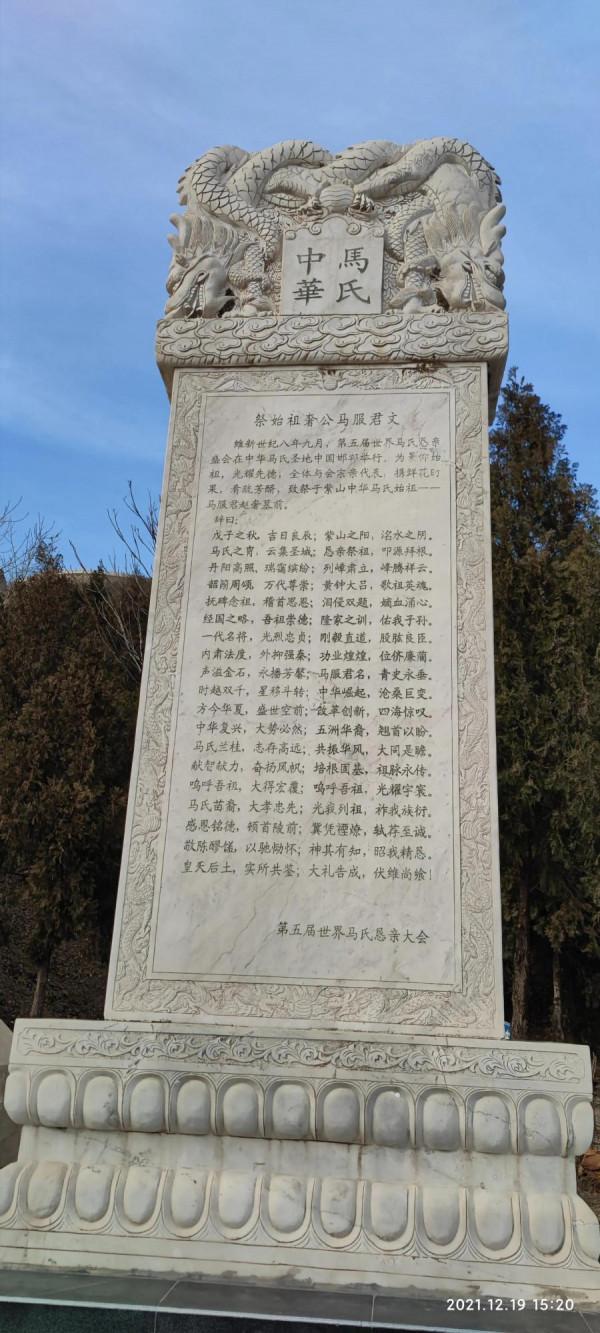 中華
馬氏
祭始祖奢公马服君文
维新世纪八年九月，第五届世界马氏恳亲
盛会在中华马氏圣地中国邯郸举行。为景仰始
祖，光耀先德，全体与会宗亲代表，携鲜花时
果，肴胘芳醑，致祭于紫山中华马氏始祖——
马服君赵奢墓前。
辞曰：
戊子之秋，吉日良辰；紫山之阳，洺水之阴。
马氏之胄，云集圣城；恳亲祭祖，叩源拜根。
丹阳高照，瑞霭缤纷；列嶂肃立，峰腾祥云。
韶箾周颂，万代尊崇；黄钟大吕，歌祖英魂。
抚碑念祖，稽首思恩；泪侵双题，嫡血涌心。
经国之略，吾祖崇德；隆家之训，佑我子孙。
一代名将，光烈忠贞；刚毅直道，股肱良臣。
内肃法度，外抑强秦；功业煌煌，位侪廉蔺。
声溢金石，永播芳馨；马服君名，青史永垂。
时越双千，星移斗转；中华崛起，沧桑巨变。
方今华夏，盛世空前；改革创新，四海惊叹。
中华复兴，大势必然；五洲华裔，翘首以盼。
马氏兰桂，志存高远；共振华风，大同是瞻。
献智献力，奋扬风帆；培根固基，祖脉永传。
呜呼吾祖，大得宏覆；呜呼吾祖，光耀宇寰。
马氏苗裔，大孝忠先；光寂列祖，祚我族衍。
感恩铭德，顿首陵前；冀凭禋燎，轼荐至诚。
敬陈醪馐，以驰怮怀；神其有知，昭我精恳。
皇天后土，实所共鉴；大礼告成，伏维尚飨！
第五届世界马氏恳亲大会
2021.12.19 15:20